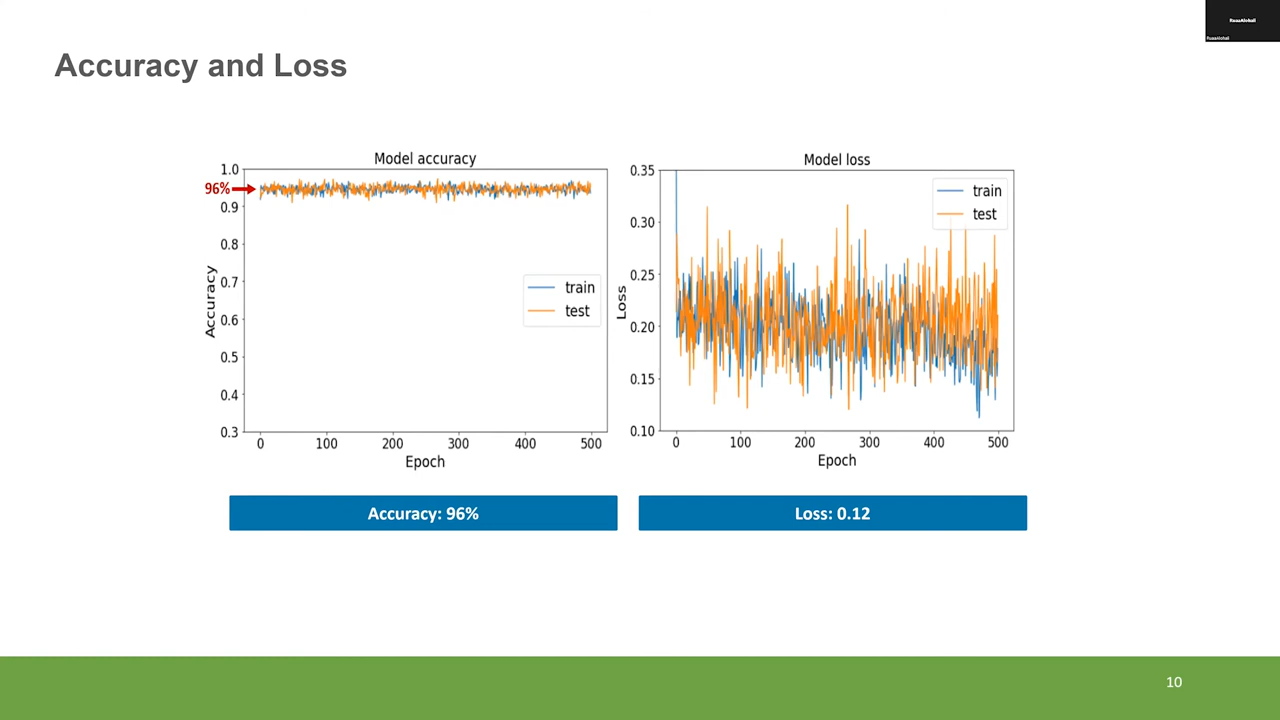 RuaaAlohali
RuaaAlohali
Accuracy and Loss
Model accuracy
1.0
96%
0.9
0.8
0.7
0.6
0.5
0.4
0.3
Accuracy
train
test
0 100 200 300 400 500
Epoch
Model loss
0.35
0.30
0.25
0.20
0.15
0.10
Loss
train
test
0 100 200 300 400 500
Epoch
Accuracy: 96%
Loss: 0.12
10